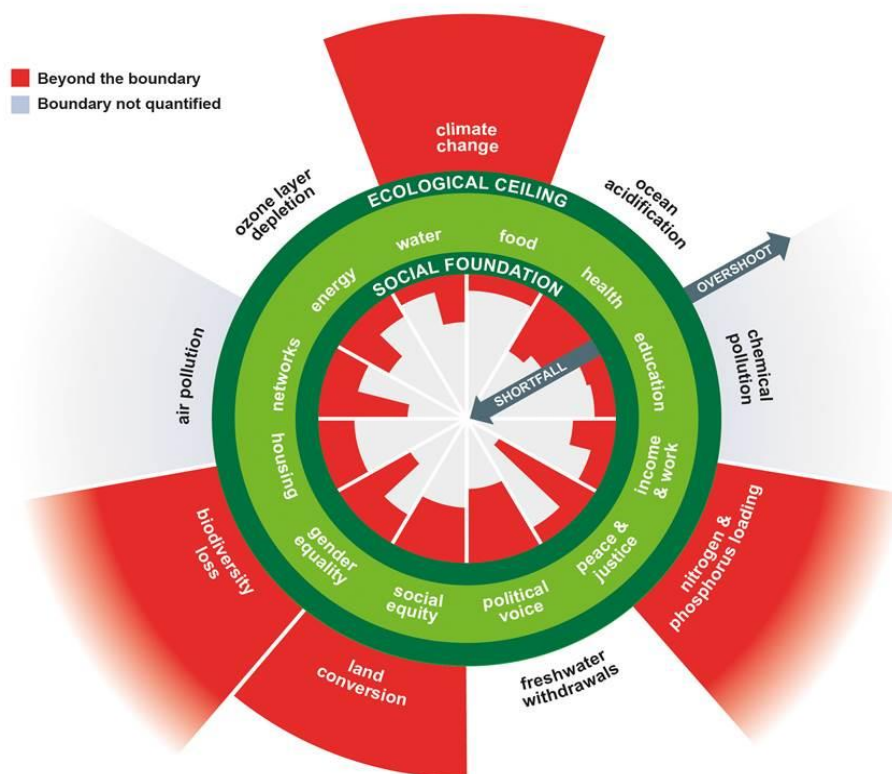 Beyond the boundary
Boundary not quantified
climate
change
ozone layer
depletion
ocean
acidification
ECOLOGICAL CEILING
OVERSHOOT
water
food
energy
health
SOCIAL FOUNDATION
SHORTFALL
networks
education
air pollution
chemical
pollution
housing
income
& work
gender
equality
peace &
justice
social
equity
political
voice
biodiversity
loss
nitrogen &
phosphorus loading
land
conversion
freshwater
withdrawals